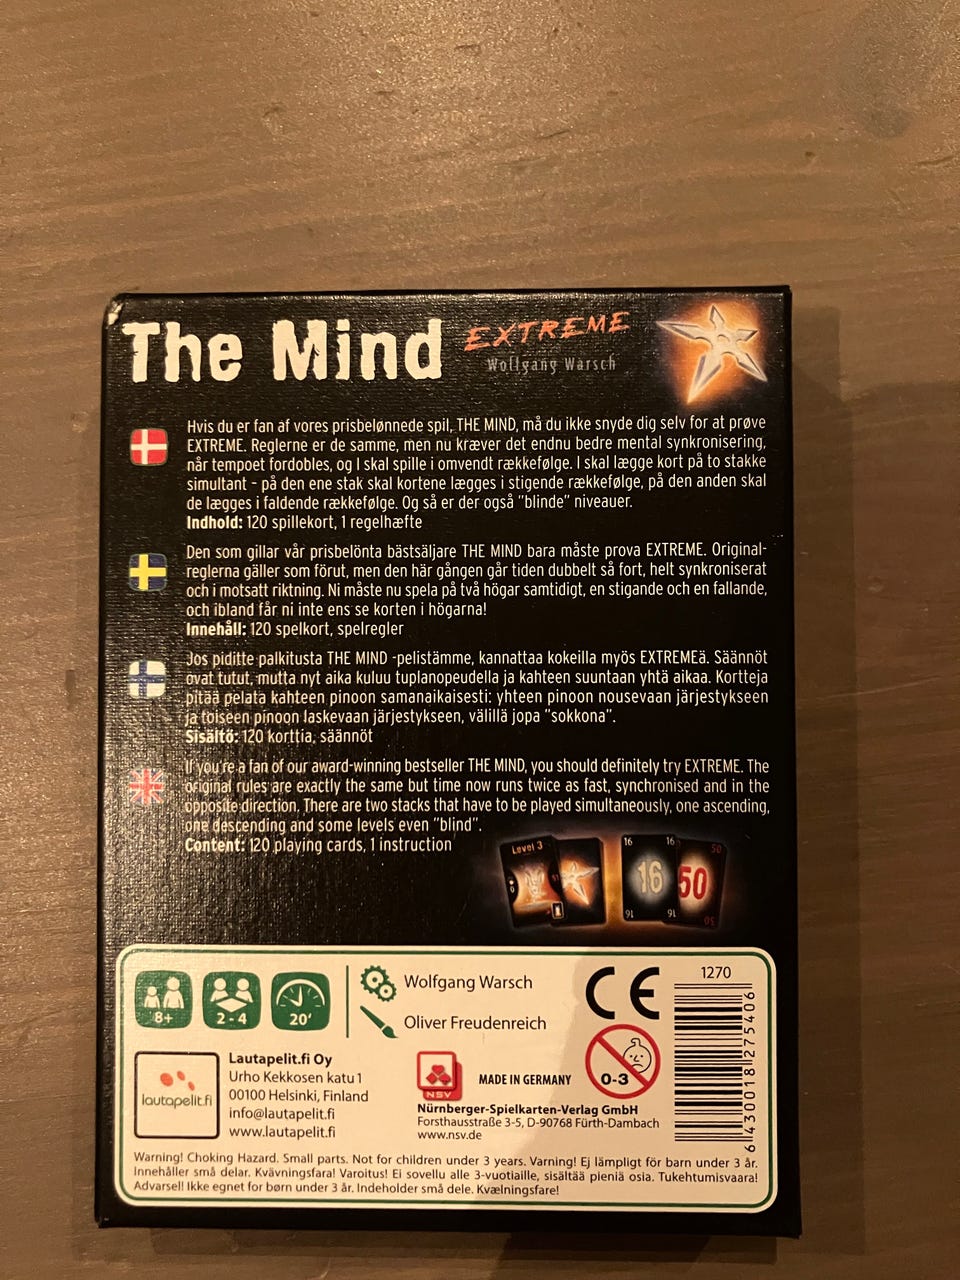 The Mind EXTREME
Wolfgang Warsch
Hvis du er fan af vores prisbelønnede spil, THE MIND, må du ikke snyde dig selv for at prøve
EXTREME. Reglerne er de samme, men nu kræver det endnu bedre mental synkronisering,
når tempoet fordobles, og I skal spille i omvendt rækkefølge. I skal lægge kort på to stakke
simultant - på den ene stak skal kortene lægges i stigende rækkefølge, på den anden skal
de lægges i faldende rækkefølge. Og så er der også "blinde" niveauer.
Indhold: 120 spillekort, 1 regelhæfte
Den som gillar vår prisbelönta bästsäljare THE MIND bara måste prova EXTREME. Original-
reglerna gäller som förut, men den här gången går tiden dubbelt så fort, helt synkroniserat
och i motsatt riktning. Ni måste nu spela på två högar samtidigt, en stigande och en fallande,
och ibland får ni inte ens se korten i högarna!
Innehåll: 120 spelkort, spelregler
Jos piditte palkitusta THE MIND -pelistämme, kannattaa kokeilla myös EXTREMEä. Säännöt
ovat tutut, mutta nyt aika kuluu tuplanopeudella ja kahteen suuntaan yhtä aikaa. Kortteja
pitää pelata kahteen pinoon samanaikaisesti: yhteen pinoon nousevaan järjestykseen
ja toiseen pinoon laskevaan järjestykseen, välillä jopa "sokkona".
Sisältö: 120 korttia, säännöt
If you're a fan of our award-winning bestseller THE MIND, you should definitely try EXTREME. The
original rules are exactly the same but time now runs twice as fast, synchronised and in the
opposite direction. There are two stacks that have to be played simultaneously, one ascending,
one descending and some levels even "blind".
Content: 120 playing cards, 1 instruction
Level 3
16 16 50
16 50
16 16 50
8+ 2 - 4 20'
Wolfgang Warsch
Oliver Freudenreich
CE
1270
6430018275406
0-3
lautapelit.fi
Lautapelit.fi Oy
Urho Kekkosen katu 1
00100 Helsinki, Finland
info@lautapelit.fi
www.lautapelit.fi
NSV
MADE IN GERMANY
Nürnberger-Spielkarten-Verlag GmbH
Forsthausstraße 3-5, D-90768 Fürth-Dambach
www.nsv.de
Warning! Choking Hazard. Small parts. Not for children under 3 years. Varning! Ej lämpligt för barn under 3 år.
Innehåller små delar. Kvävningsfara! Varoitus! Ei sovellu alle 3-vuotiaille, sisältää pieniä osia. Tukehtumisvaara!
Advarsel! Ikke egnet for børn under 3 år. Indeholder små dele. Kvælningsfare!